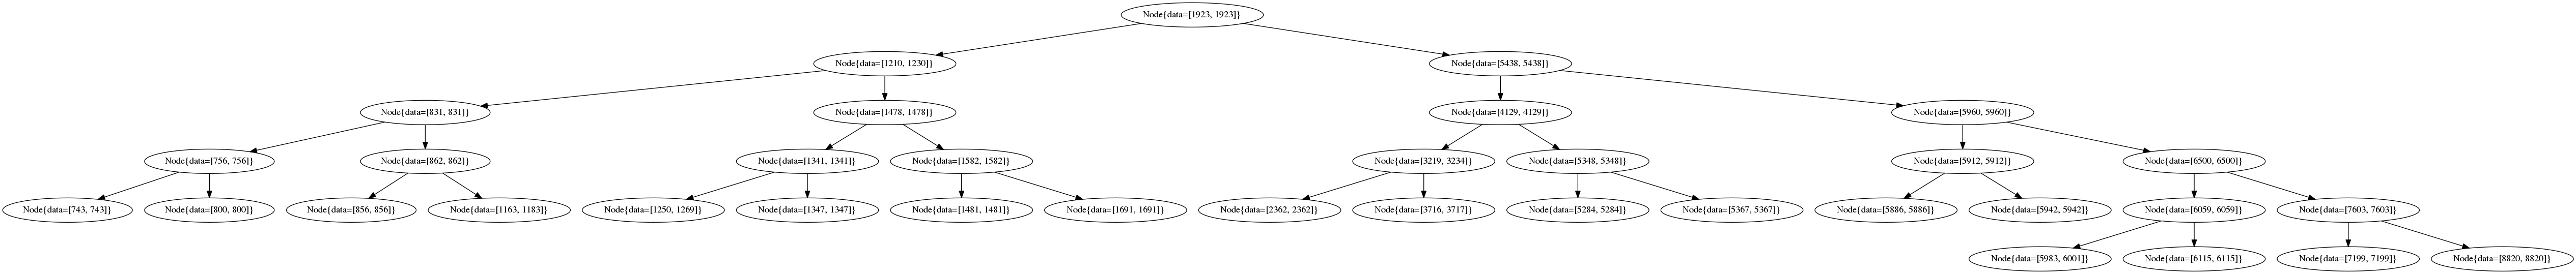 Node{data=[1923, 1923]}
Node{data=[1210, 1230]}
Node{data=[5438, 5438]}
Node{data=[831, 831]}
Node{data=[1478, 1478]}
Node{data=[4129, 4129]}
Node{data=[5960, 5960]}
Node{data=[756, 756]}
Node{data=[862, 862]}
Node{data=[1341, 1341]}
Node{data=[1582, 1582]}
Node{data=[3219, 3234]}
Node{data=[5348, 5348]}
Node{data=[5912, 5912]}
Node{data=[6500, 6500]}
Node{data=[743, 743]}
Node{data=[800, 800]}
Node{data=[856, 856]}
Node{data=[1163, 1183]}
Node{data=[1250, 1269]}
Node{data=[1347, 1347]}
Node{data=[1481, 1481]}
Node{data=[1691, 1691]}
Node{data=[2362, 2362]}
Node{data=[3716, 3717]}
Node{data=[5284, 5284]}
Node{data=[5367, 5367]}
Node{data=[5886, 5886]}
Node{data=[5942, 5942]}
Node{data=[6059, 6059]}
Node{data=[7603, 7603]}
Node{data=[5983, 6001]}
Node{data=[6115, 6115]}
Node{data=[7199, 7199]}
Node{data=[8820, 8820]}